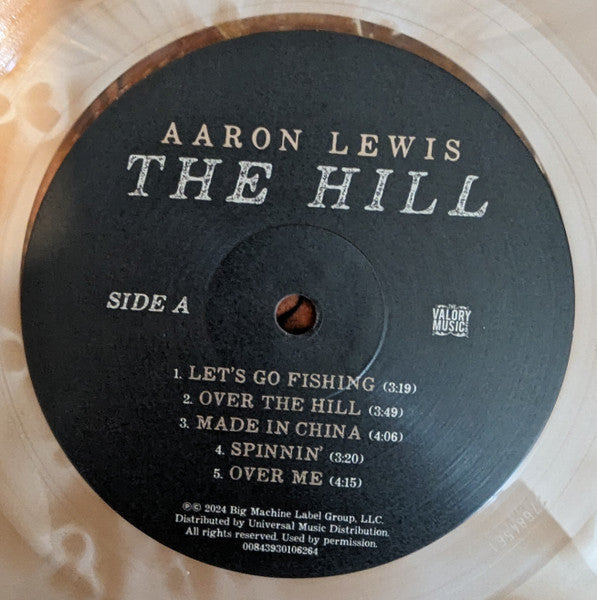 AARON LEWIS
THE HILL
SIDE A
THE
VALORY
MUSIC CO.
1. LET'S GO FISHING (3:19)
2. OVER THE HILL (3:49)
3. MADE IN CHINA (4:06)
4. SPINNIN' (3:20)
5. OVER ME (4:15)
℗© 2024 Big Machine Label Group, LLC.
Distributed by Universal Music Distribution.
All rights reserved. Used by permission.
00843930106264